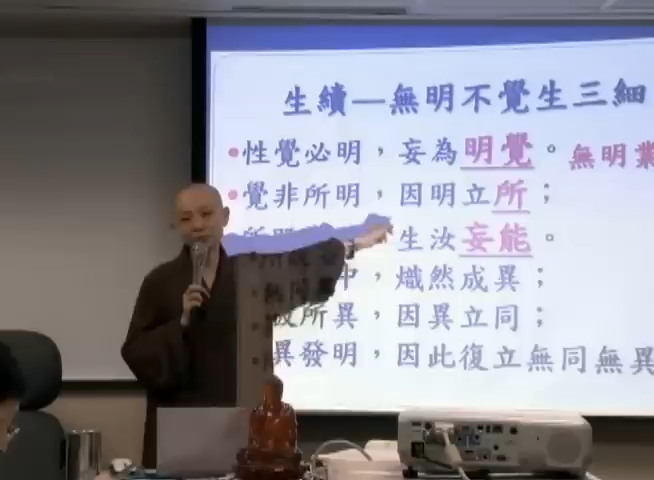 生續—無明不覺生三細
•性覺必明，妄為明覺。無明業
•覺非所明，因明立所；
生汝妄能。
中，熾然成異；
所異，因異立同；
異發明，因此復立無同無異